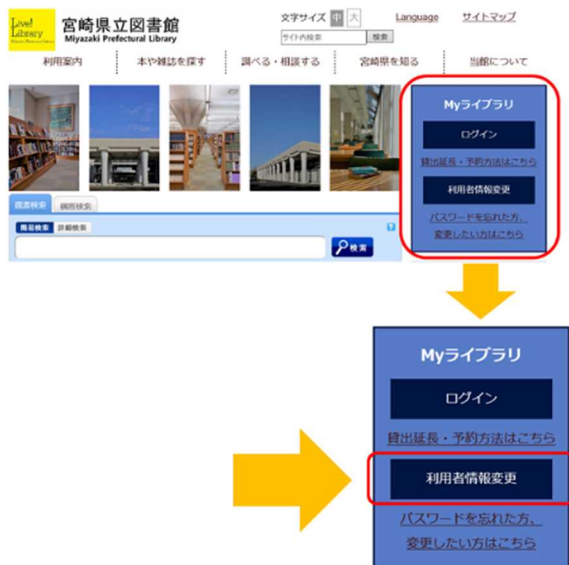 Live!
Library
宮崎県立図書館
Miyazaki Prefectural Library
文字サイズ 中 大
Language
サイトマップ
サイト内検索 検索
利用案内
本や雑誌を探す
調べる・相談する
宮崎県を知る
当館について
Myライブラリ
ログイン
貸出延長・予約方法はこちら
利用者情報変更
パスワードを忘れた方、
変更したい方はこちら
蔵書検索 横断検索
簡易検索 詳細検索
?
検索
Myライブラリ
ログイン
貸出延長・予約方法はこちら
利用者情報変更
パスワードを忘れた方、
変更したい方はこちら